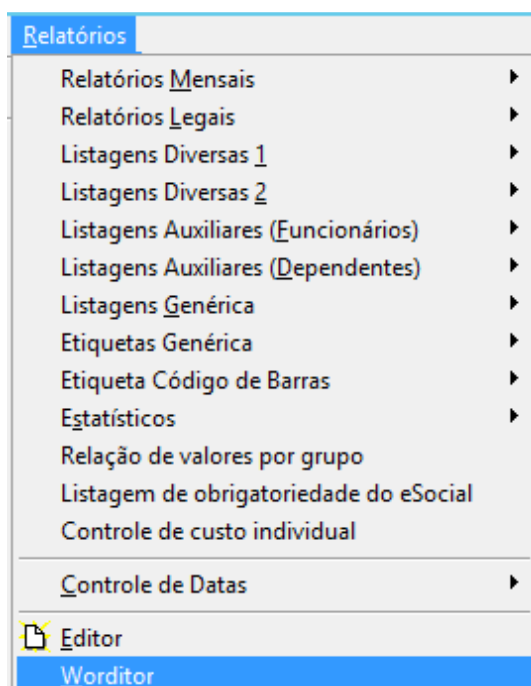 Relatórios
Relatórios Mensais
Relatórios Legais
Listagens Diversas 1
Listagens Diversas 2
Listagens Auxiliares (Funcionários)
Listagens Auxiliares (Dependentes)
Listagens Genérica
Etiquetas Genérica
Etiqueta Código de Barras
Estatísticos
Relação de valores por grupo
Listagem de obrigatoriedade do eSocial
Controle de custo individual
Controle de Datas
Editor
Worditor